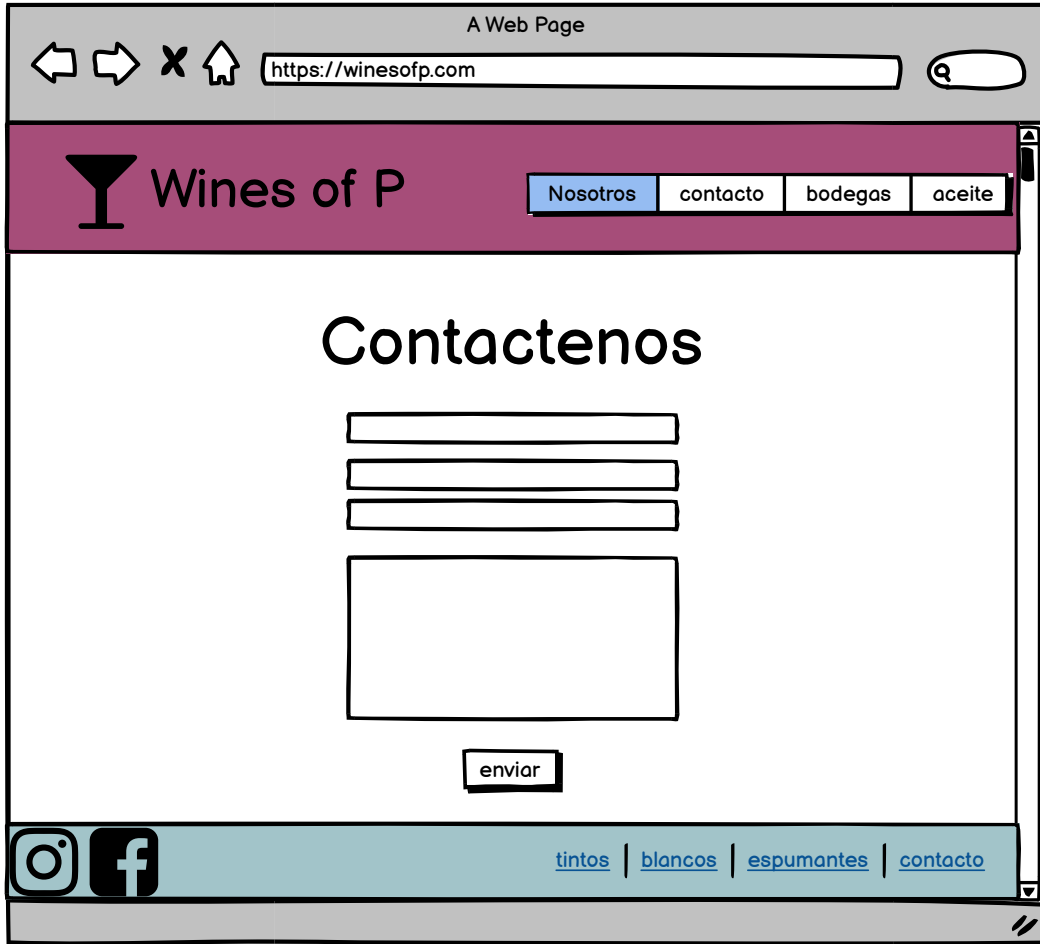 A Web Page
https://winesofp.com
Wines of P
Nosotros contacto bodegas aceite
Contactenos
enviar
tintos blancos espumantes contacto